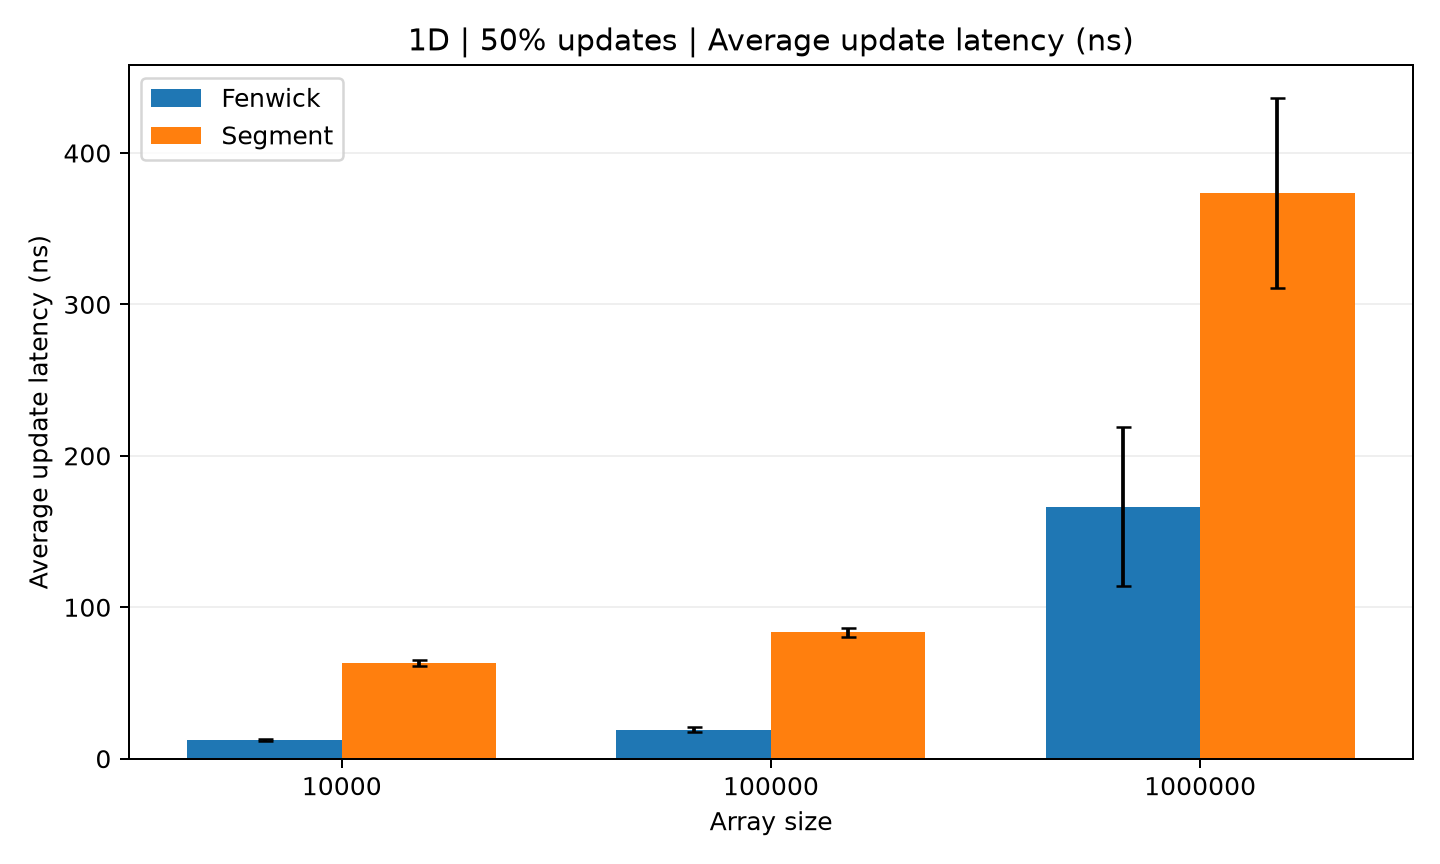 1D | 50% updates | Average update latency (ns)
Fenwick
Segment
Average update latency (ns)
400
300
200
100
0
10000
100000
1000000
Array size